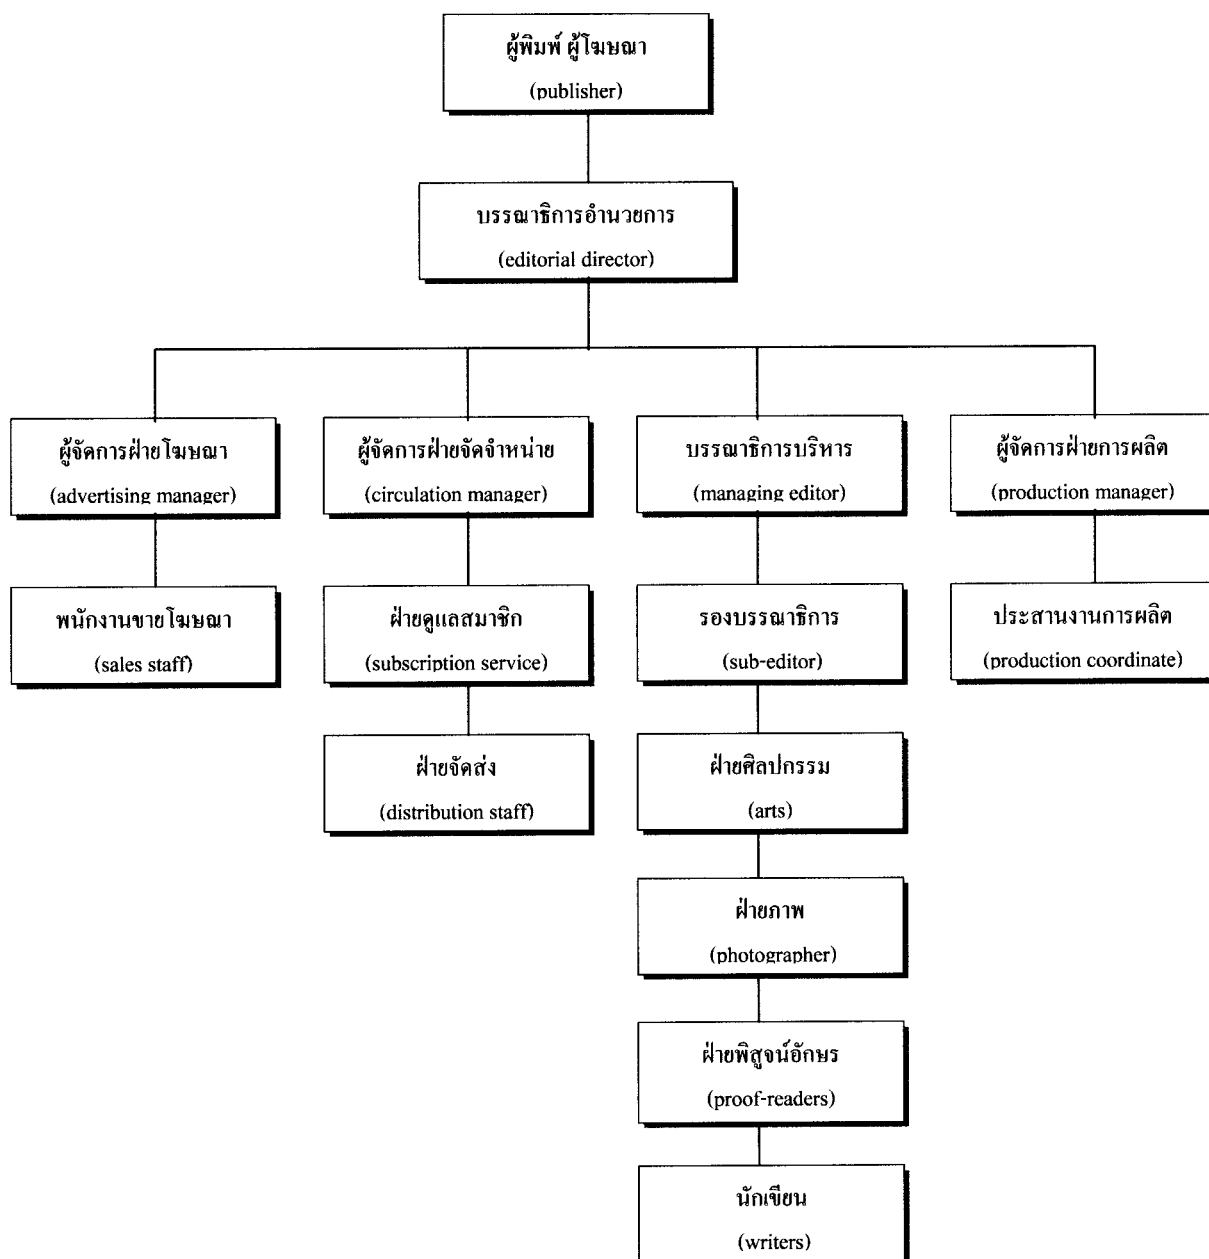 ผู้พิมพ์ ผู้โฆษณา
(publisher)
บรรณาธิการอำนวยการ
(editorial director)
ผู้จัดการฝ่ายโฆษณา
(advertising manager)
ผู้จัดการฝ่ายจัดจำหน่าย
(circulation manager)
บรรณาธิการบริหาร
(managing editor)
ผู้จัดการฝ่ายการผลิต
(production manager)
พนักงานขายโฆษณา
(sales staff)
ฝ่ายดูแลสมาชิก
(subscription service)
รองบรรณาธิการ
(sub-editor)
ประสานงานการผลิต
(production coordinate)
ฝ่ายจัดส่ง
(distribution staff)
ฝ่ายศิลปกรรม
(arts)
ฝ่ายภาพ
(photographer)
ฝ่ายพิสูจน์อักษร
(proof-readers)
นักเขียน
(writers)